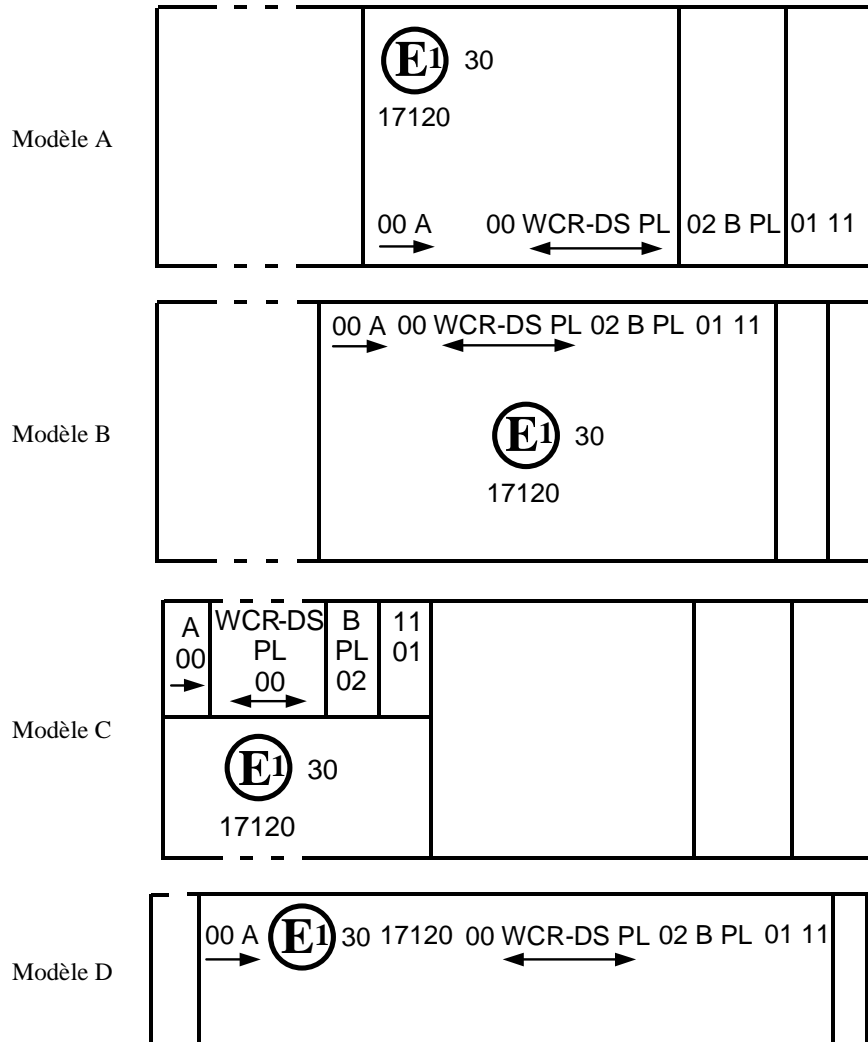 E1 30
17120
Modèle A
00 A 00 WCR-DS PL 02 B PL 01 11
00 A 00 WCR-DS PL 02 B PL 01 11
Modèle B
E1 30
17120
A
00
WCR-DS
PL
00
B
PL
02
11
01
Modèle C
E1 30
17120
00 A E1 30 17120 00 WCR-DS PL 02 B PL 01 11
Modèle D